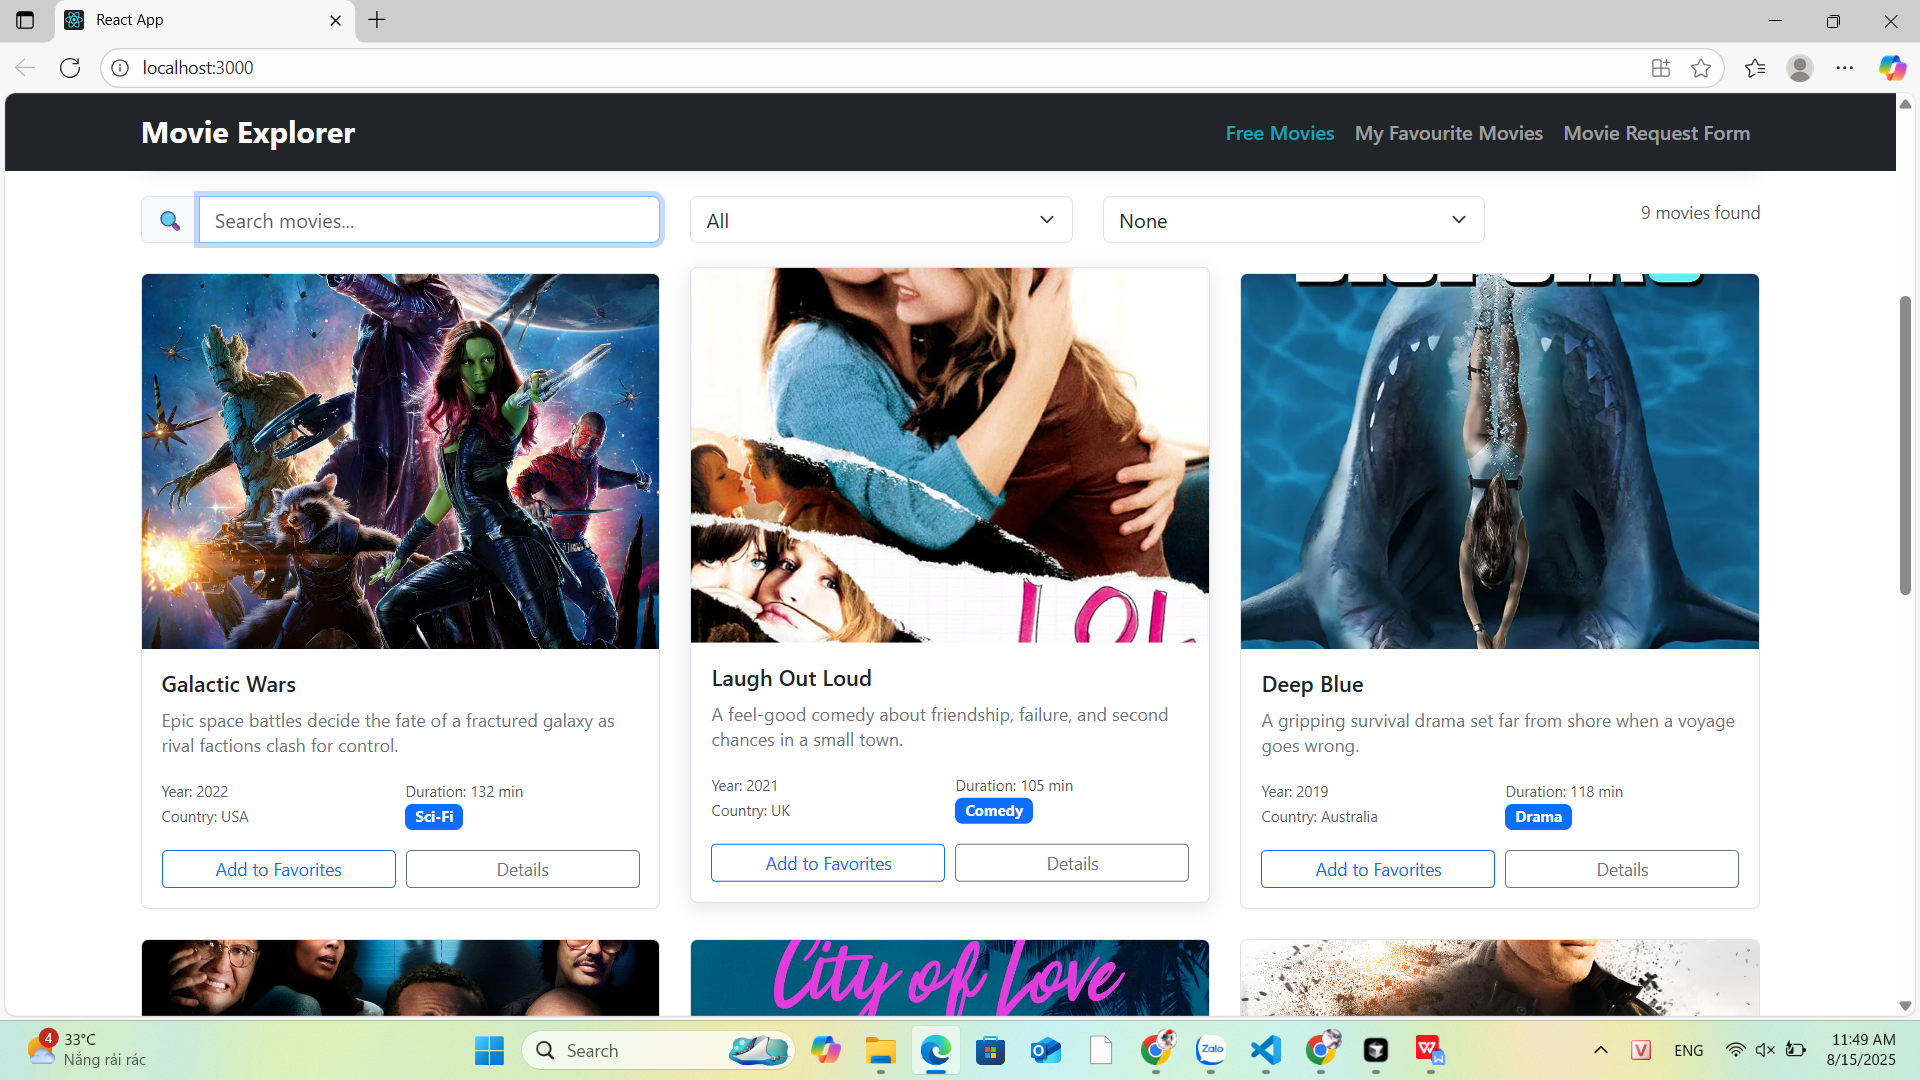 React App
localhost:3000
Movie Explorer
Free Movies
My Favourite Movies
Movie Request Form
Search movies...
All
None
9 movies found
LOL
Galactic Wars
Epic space battles decide the fate of a fractured galaxy as
rival factions clash for control.
Year: 2022
Duration: 132 min
Country: USA
Sci-Fi
Add to Favorites
Details
Laugh Out Loud
A feel-good comedy about friendship, failure, and second
chances in a small town.
Year: 2021
Duration: 105 min
Country: UK
Comedy
Add to Favorites
Details
Deep Blue
A gripping survival drama set far from shore when a voyage
goes wrong.
Year: 2019
Duration: 118 min
Country: Australia
Drama
Add to Favorites
Details
City of Love
4
33°C
Nắng rải rác
Search
Zalo
V
ENG
11:49 AM
8/15/2025